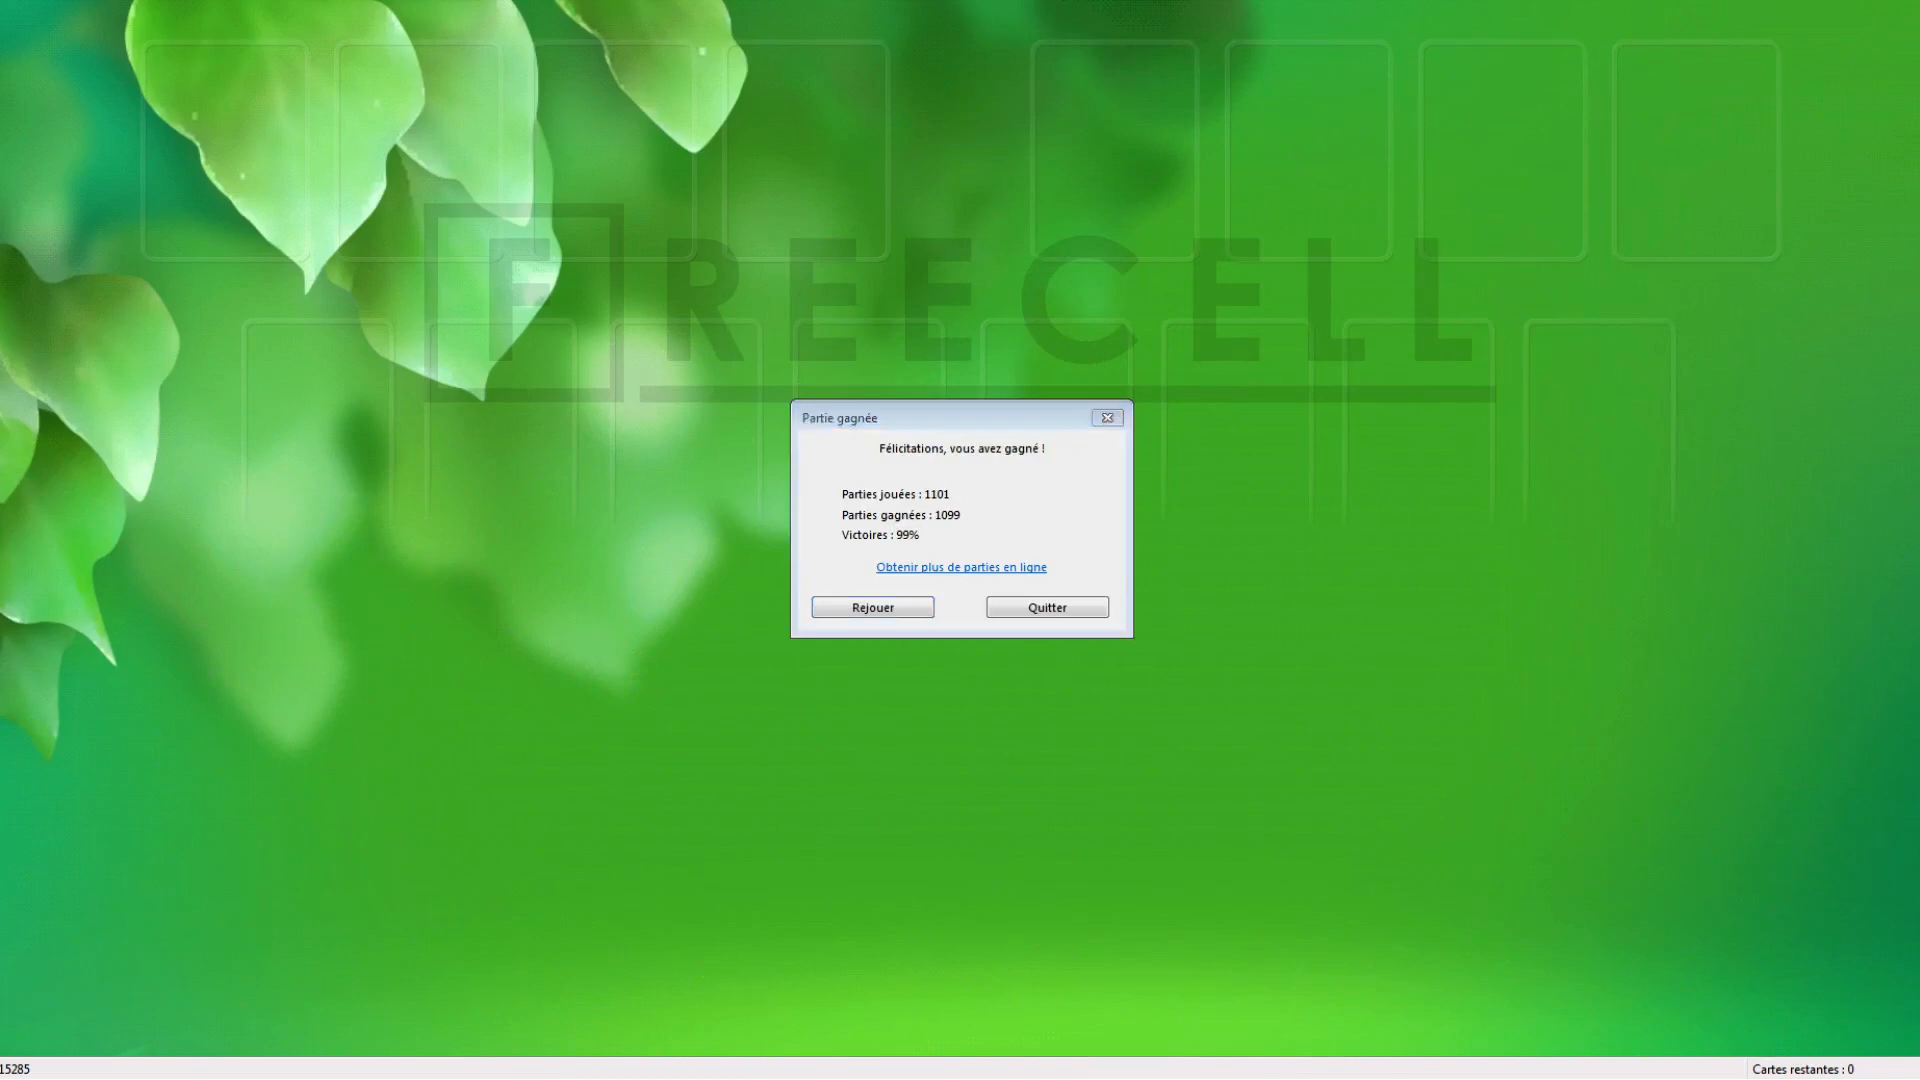 FREECELL
Partie gagnée
Félicitations, vous avez gagné !
Parties jouées : 1101
Parties gagnées : 1099
Victoires : 99%
Obtenir plus de parties en ligne
Rejouer
Quitter
15285
Cartes restantes : 0